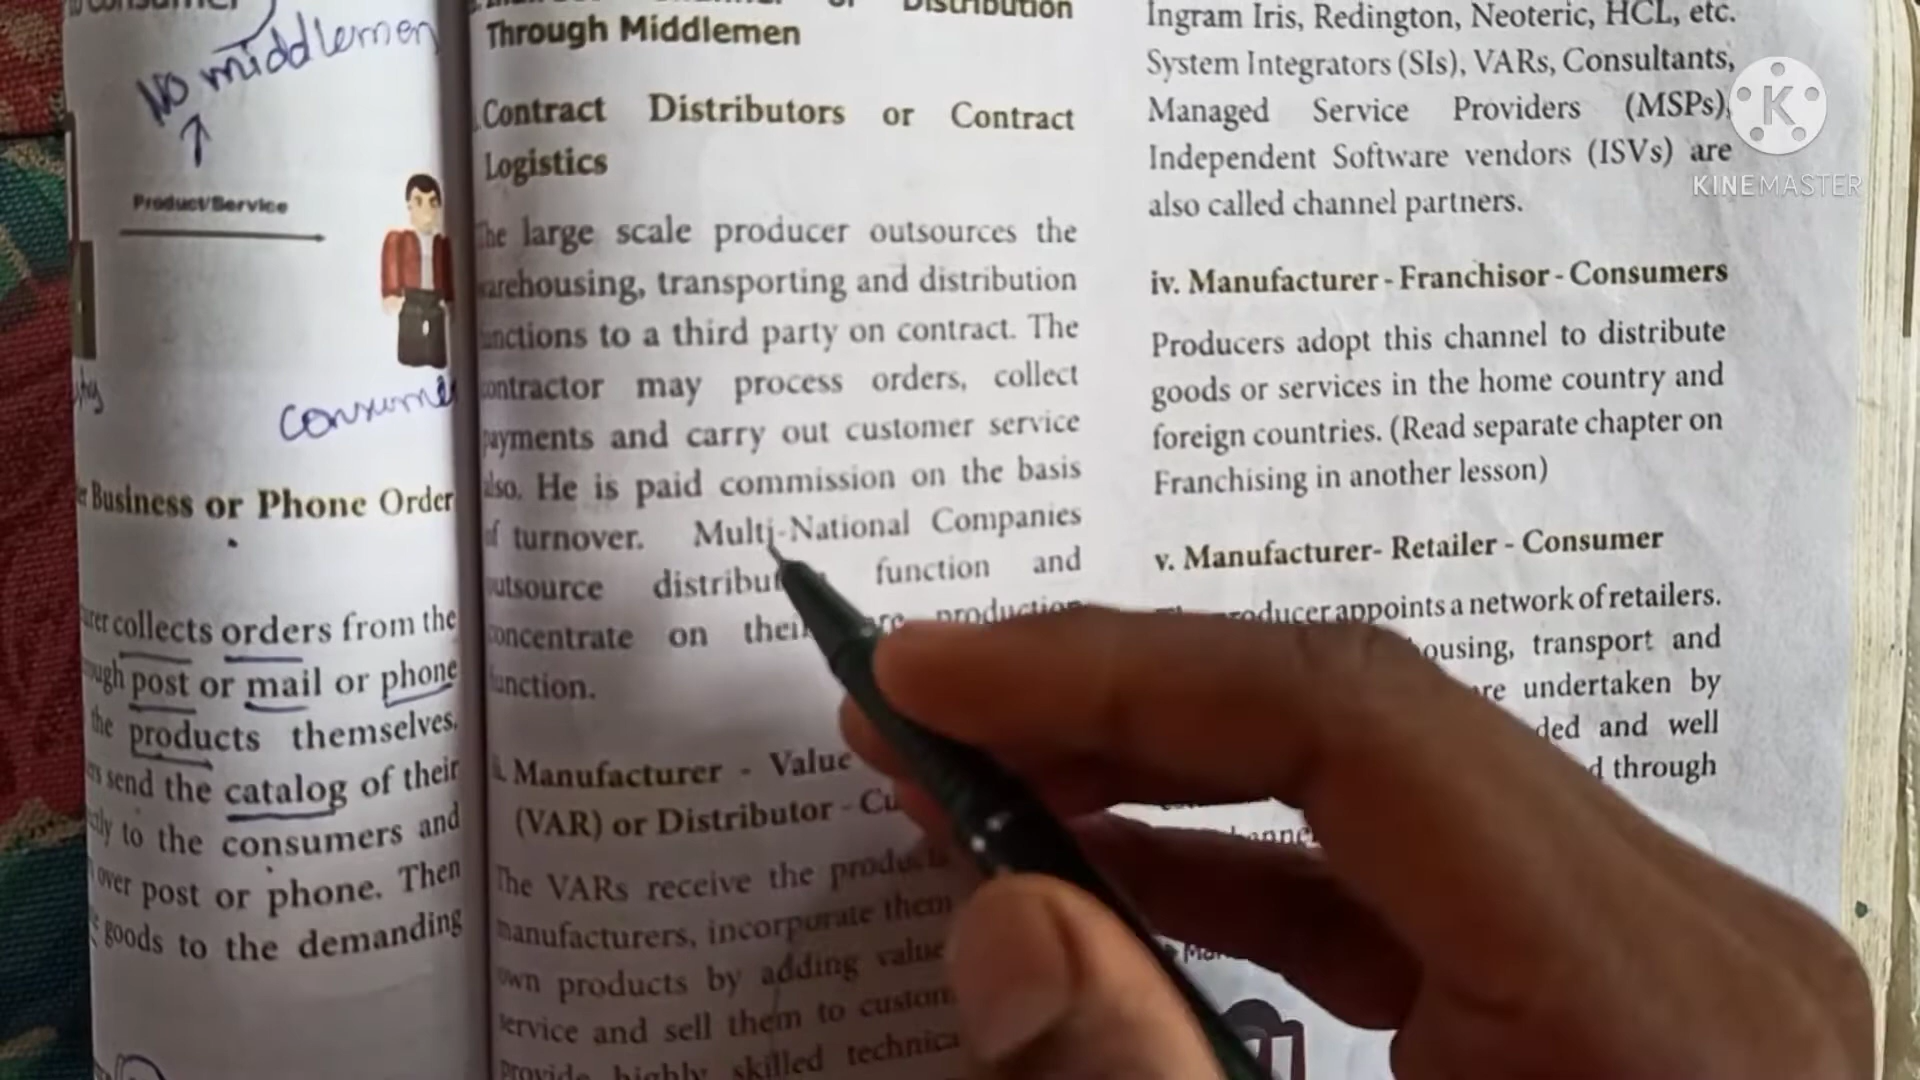 No middlemen
Product/Service
consume
Business or Phone Order
collects orders from the
post or mail or phone
the products themselves.
send the catalog of their
to the consumers and
over post or phone. Then
goods to the demanding
Distribution
Through Middlemen
Contract Distributors or Contract
Logistics
The large scale producer outsources the
warehousing, transporting and distribution
functions to a third party on contract. The
contractor may process orders, collect
payments and carry out customer service
also. He is paid commission on the basis
of turnover. Multi-National Companies
outsource function and
concentrate on production
function.
Manufacturer - Value
(VAR) or Distributor -
The VARs receive the
manufacturers, incorporate them
own products by adding value
service and sell them to
provide highly skilled
Ingram Iris, Redington, Neoteric, HCL, etc.
System Integrators (SIs), VARs, Consultants,
Managed Service Providers (MSPs),
Independent Software vendors (ISVs) are
also called channel partners.
iv. Manufacturer - Franchisor - Consumers
Producers adopt this channel to distribute
goods or services in the home country and
foreign countries. (Read separate chapter on
Franchising in another lesson)
v. Manufacturer- Retailer - Consumer
producer appoints a network of retailers.
transport and
undertaken by
and well
through
K
KINEMASTER